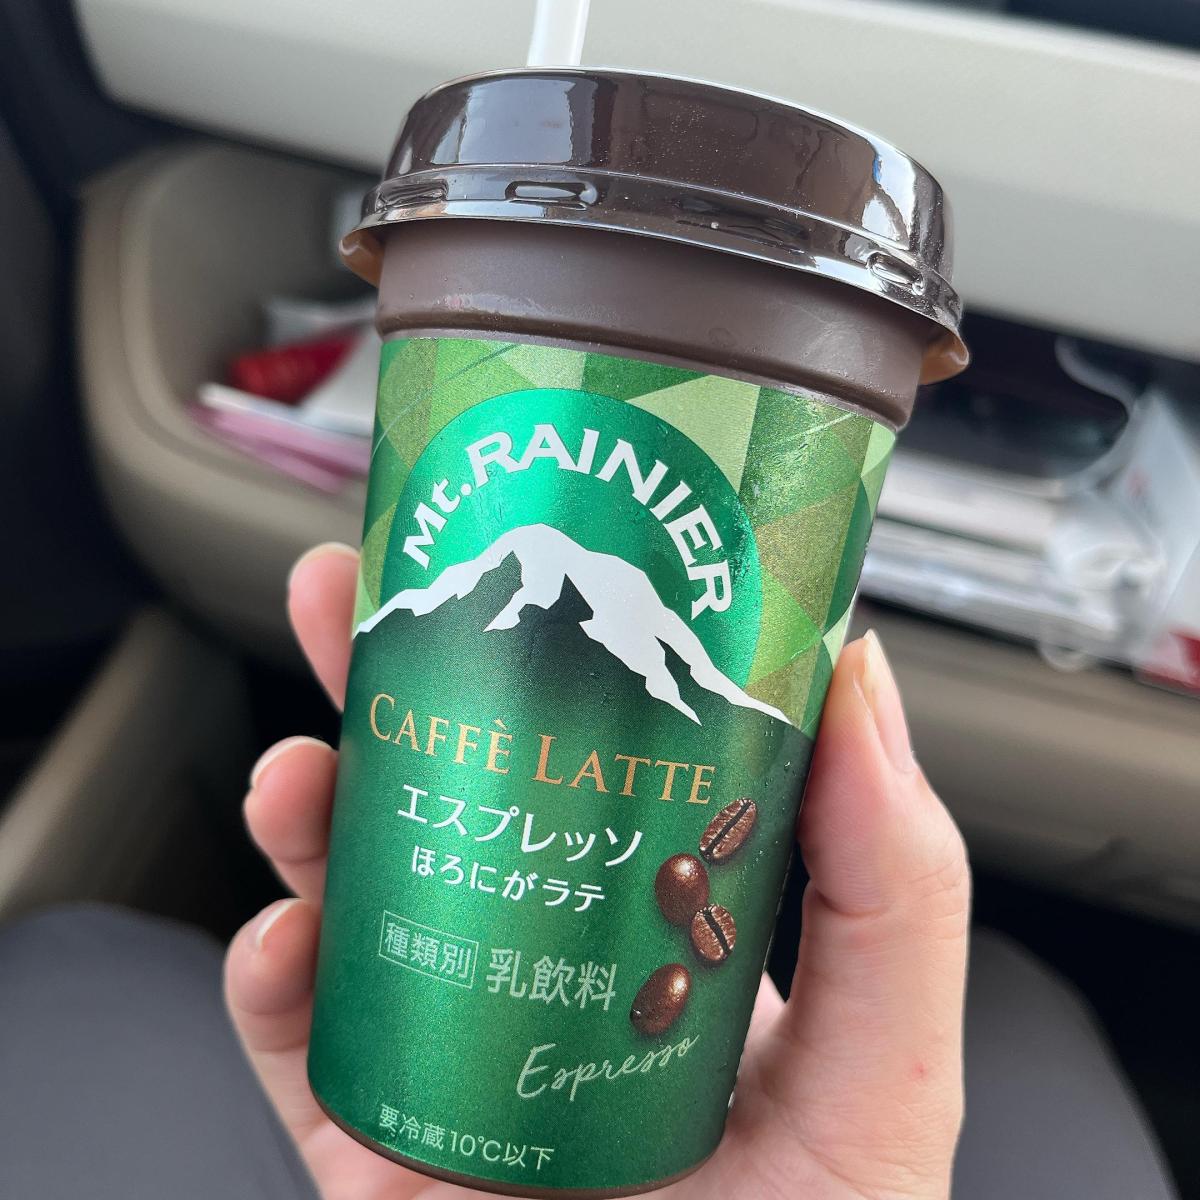 Mt. RAINIER
CAFFÈ LATTE
エスプレッソ
ほろにがラテ
種類別 乳飲料
Espresso
要冷蔵10℃以下